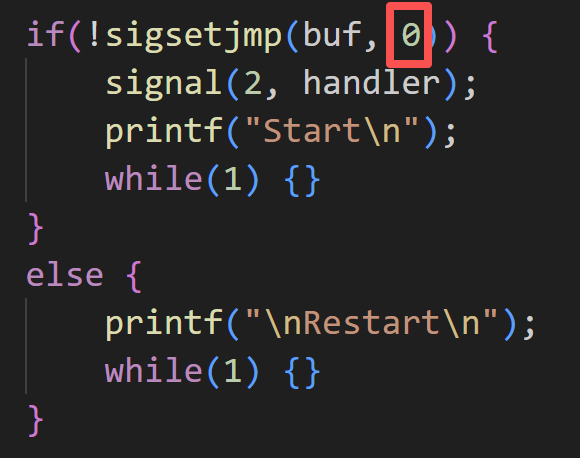 if(!sigsetjmp(buf, 0)) {
    signal(2, handler);
    printf("Start\n");
    while(1) {}
}
else {
    printf("\nRestart\n");
    while(1) {}
}